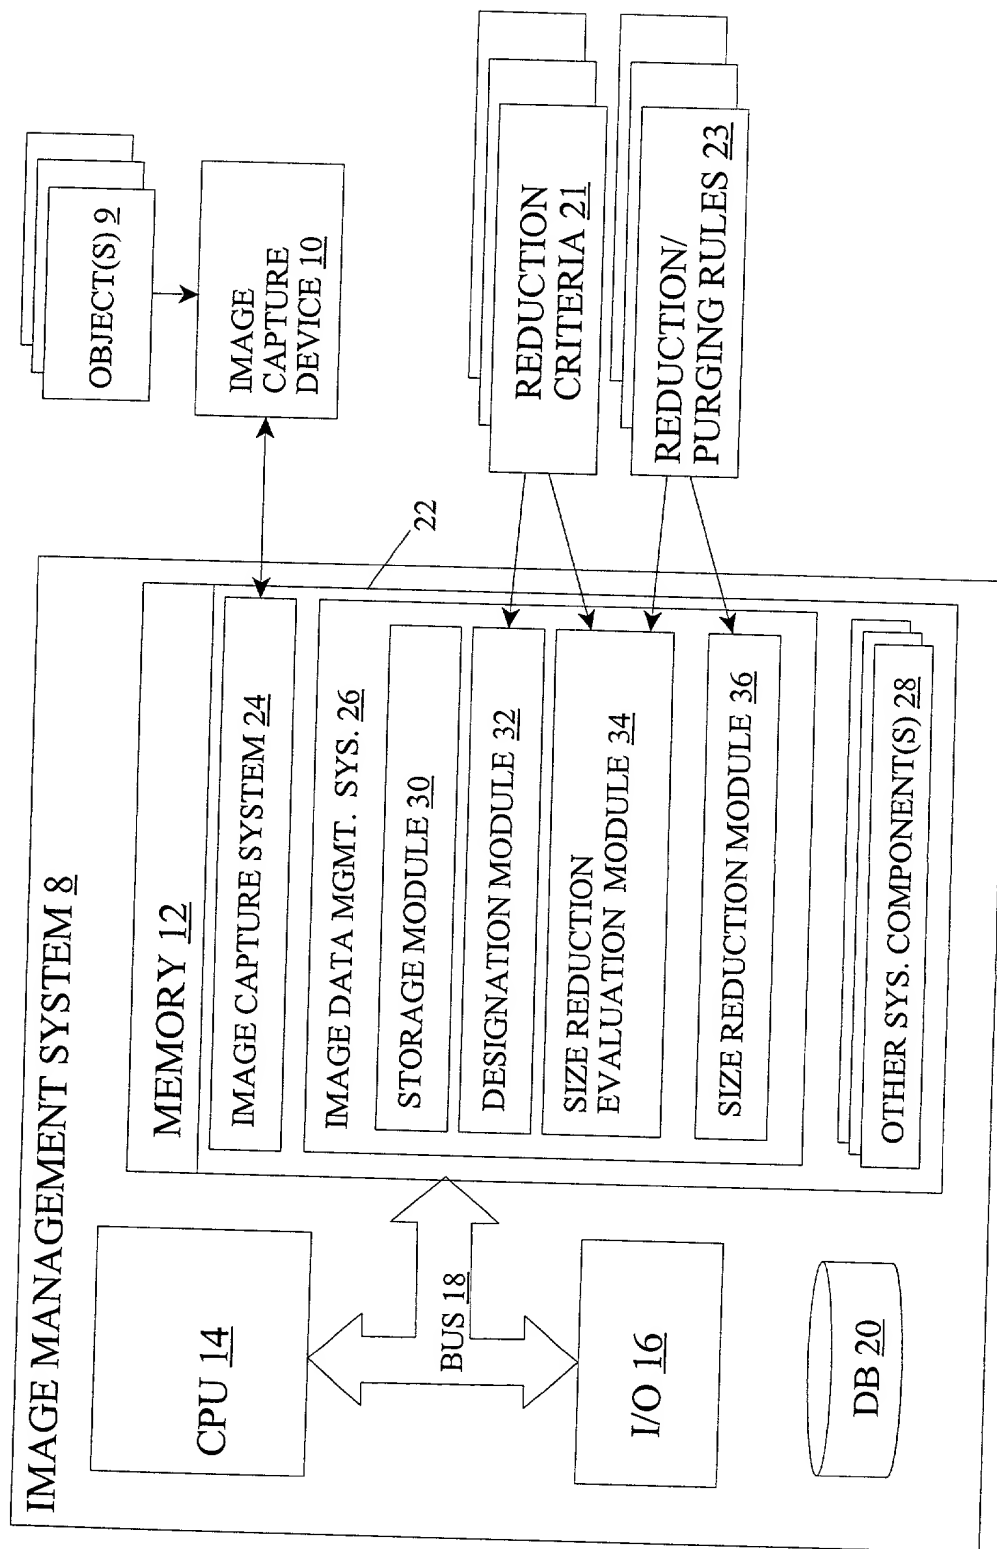 IMAGE MANAGEMENT SYSTEM 8
CPU 14
BUS 18
I/O 16
DB 20
MEMORY 12
IMAGE CAPTURE SYSTEM 24
IMAGE DATA MGMT. SYS. 26
STORAGE MODULE 30
DESIGNATION MODULE 32
SIZE REDUCTION
EVALUATION MODULE 34
SIZE REDUCTION MODULE 36
OTHER SYS. COMPONENT(S) 28
22
OBJECT(S) 9
IMAGE
CAPTURE
DEVICE 10
REDUCTION
CRITERIA 21
REDUCTION/
PURGING RULES 23